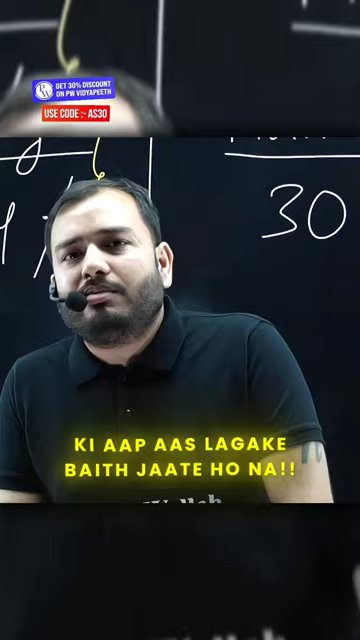 GET 30% DISCOUNT
ON PW VIDYAPEETH
USE CODE :- AS30
30
KI AAP AAS LAGAKE
BAITH JAATE HO NA!!